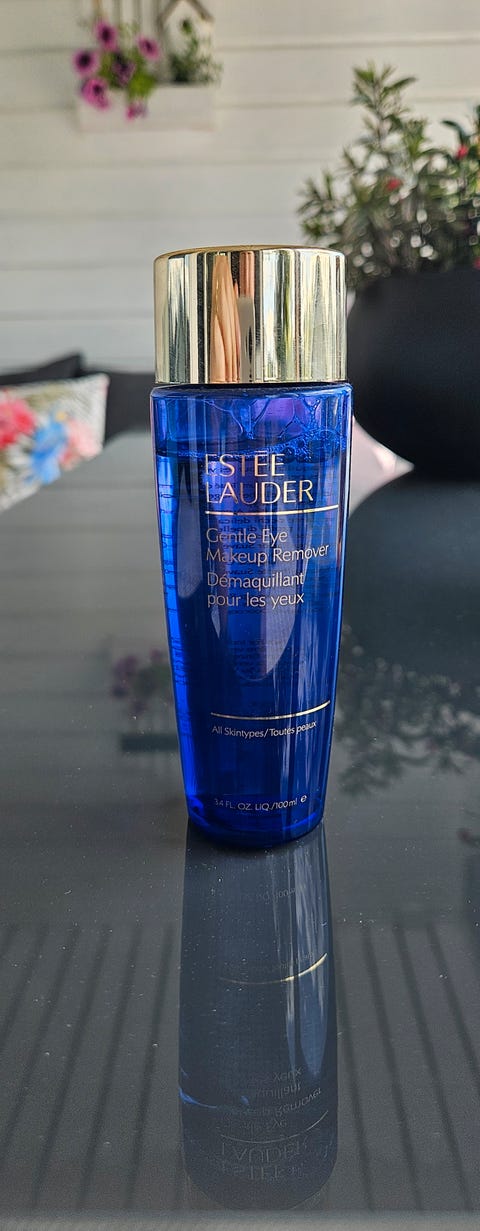 ESTĒE
LAUDER
Gentle Eye
Makeup Remover
Démaquillant
pour les yeux
All Skintypes/Toutes peaux
3.4 FL. OZ. LIQ./100 ml ℮